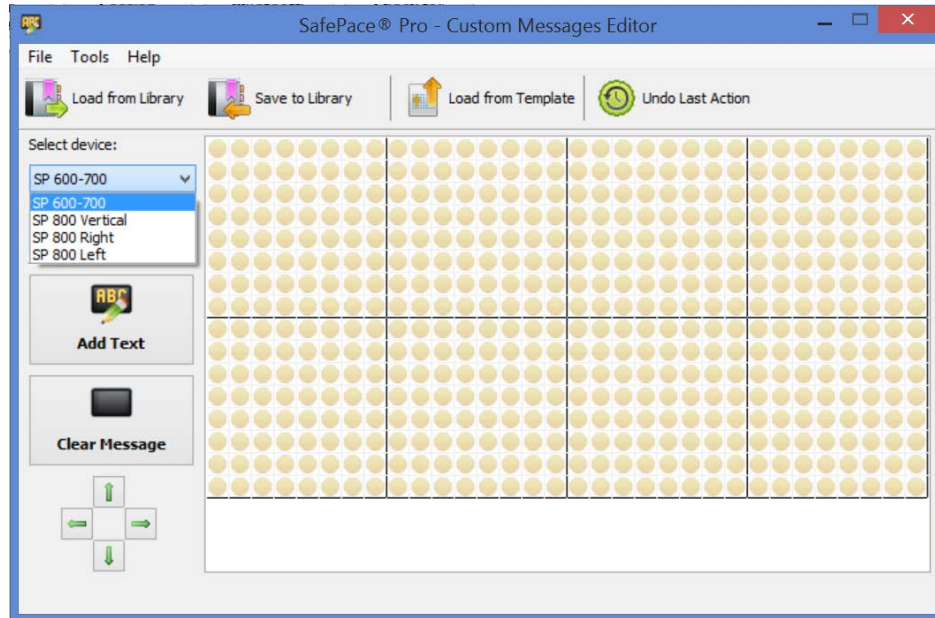 SafePace® Pro - Custom Messages Editor
File Tools Help
Load from Library Save to Library Load from Template Undo Last Action
Select device:
SP 600-700
SP 600-700
SP 800 Vertical
SP 800 Right
SP 800 Left
ABC
Add Text
Clear Message